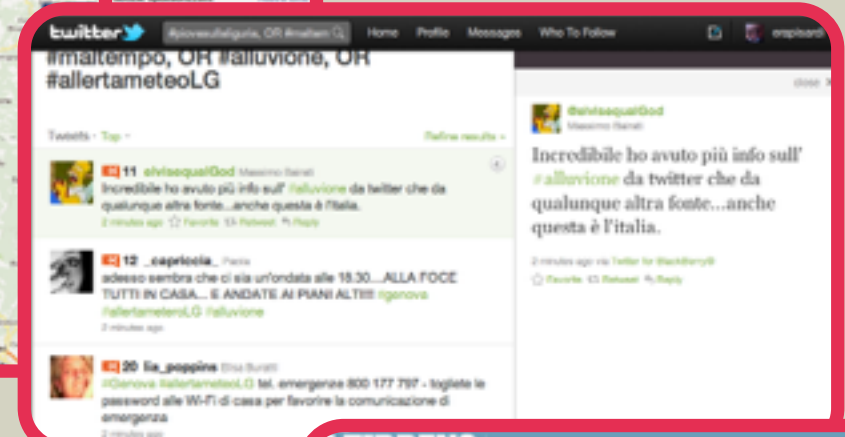 twitter
Home Profile Messages Who To Follow
#maltempo, OR #alluvione, OR
#allertameteoLG
close
Tweets · Top
Refine results
11 elvisequalGod Massimo
Incredibile ho avuto più info sull' #alluvione da twitter che da
qualunque altra fonte...anche questa è l'italia.
2 minutes ago Favorite Retweet Reply
12 _capriccia_
adesso sembra che ci sia un'ondata alle 18.30....ALLA FOCE
TUTTI IN CASA... E ANDATE AI PIANI ALTI!!!! #genova
#allertameteoLG #alluvione
2 minutes ago
20 lia_poppins Elisa
#Genova #allertameteoLG tel. emergenze 800 177 797 - togliete le
password alle Wi-Fi di casa per favorire la comunicazione di
emergenza
2 minutes ago
@elvisequalGod
Massimo
Incredibile ho avuto più info sull'
#alluvione da twitter che da
qualunque altra fonte...anche
questa è l'italia.
2 minutes ago via Twitter for BlackBerry®
Favorite Retweet Reply